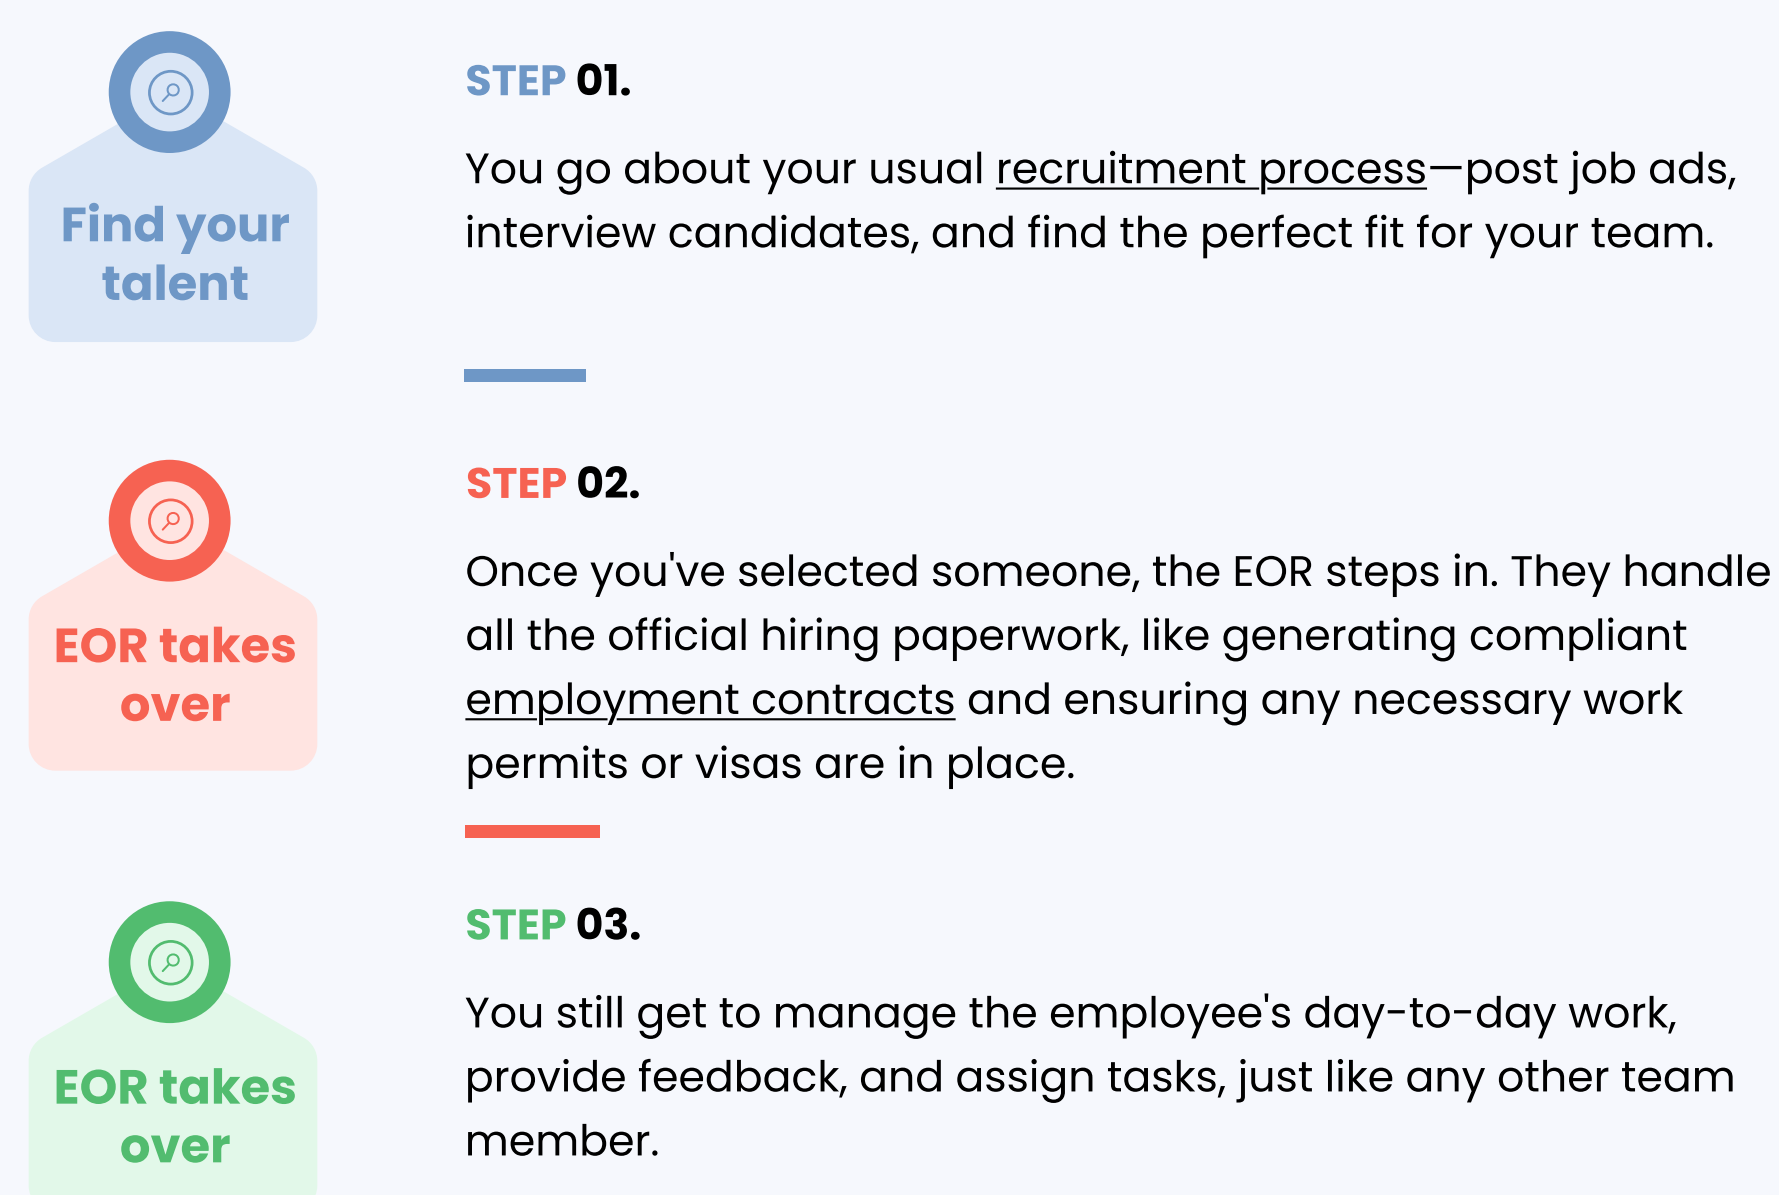 Find your
talent
STEP 01.
You go about your usual recruitment process—post job ads,
interview candidates, and find the perfect fit for your team.
EOR takes
over
STEP 02.
Once you've selected someone, the EOR steps in. They handle
all the official hiring paperwork, like generating compliant
employment contracts and ensuring any necessary work
permits or visas are in place.
EOR takes
over
STEP 03.
You still get to manage the employee's day-to-day work,
provide feedback, and assign tasks, just like any other team
member.